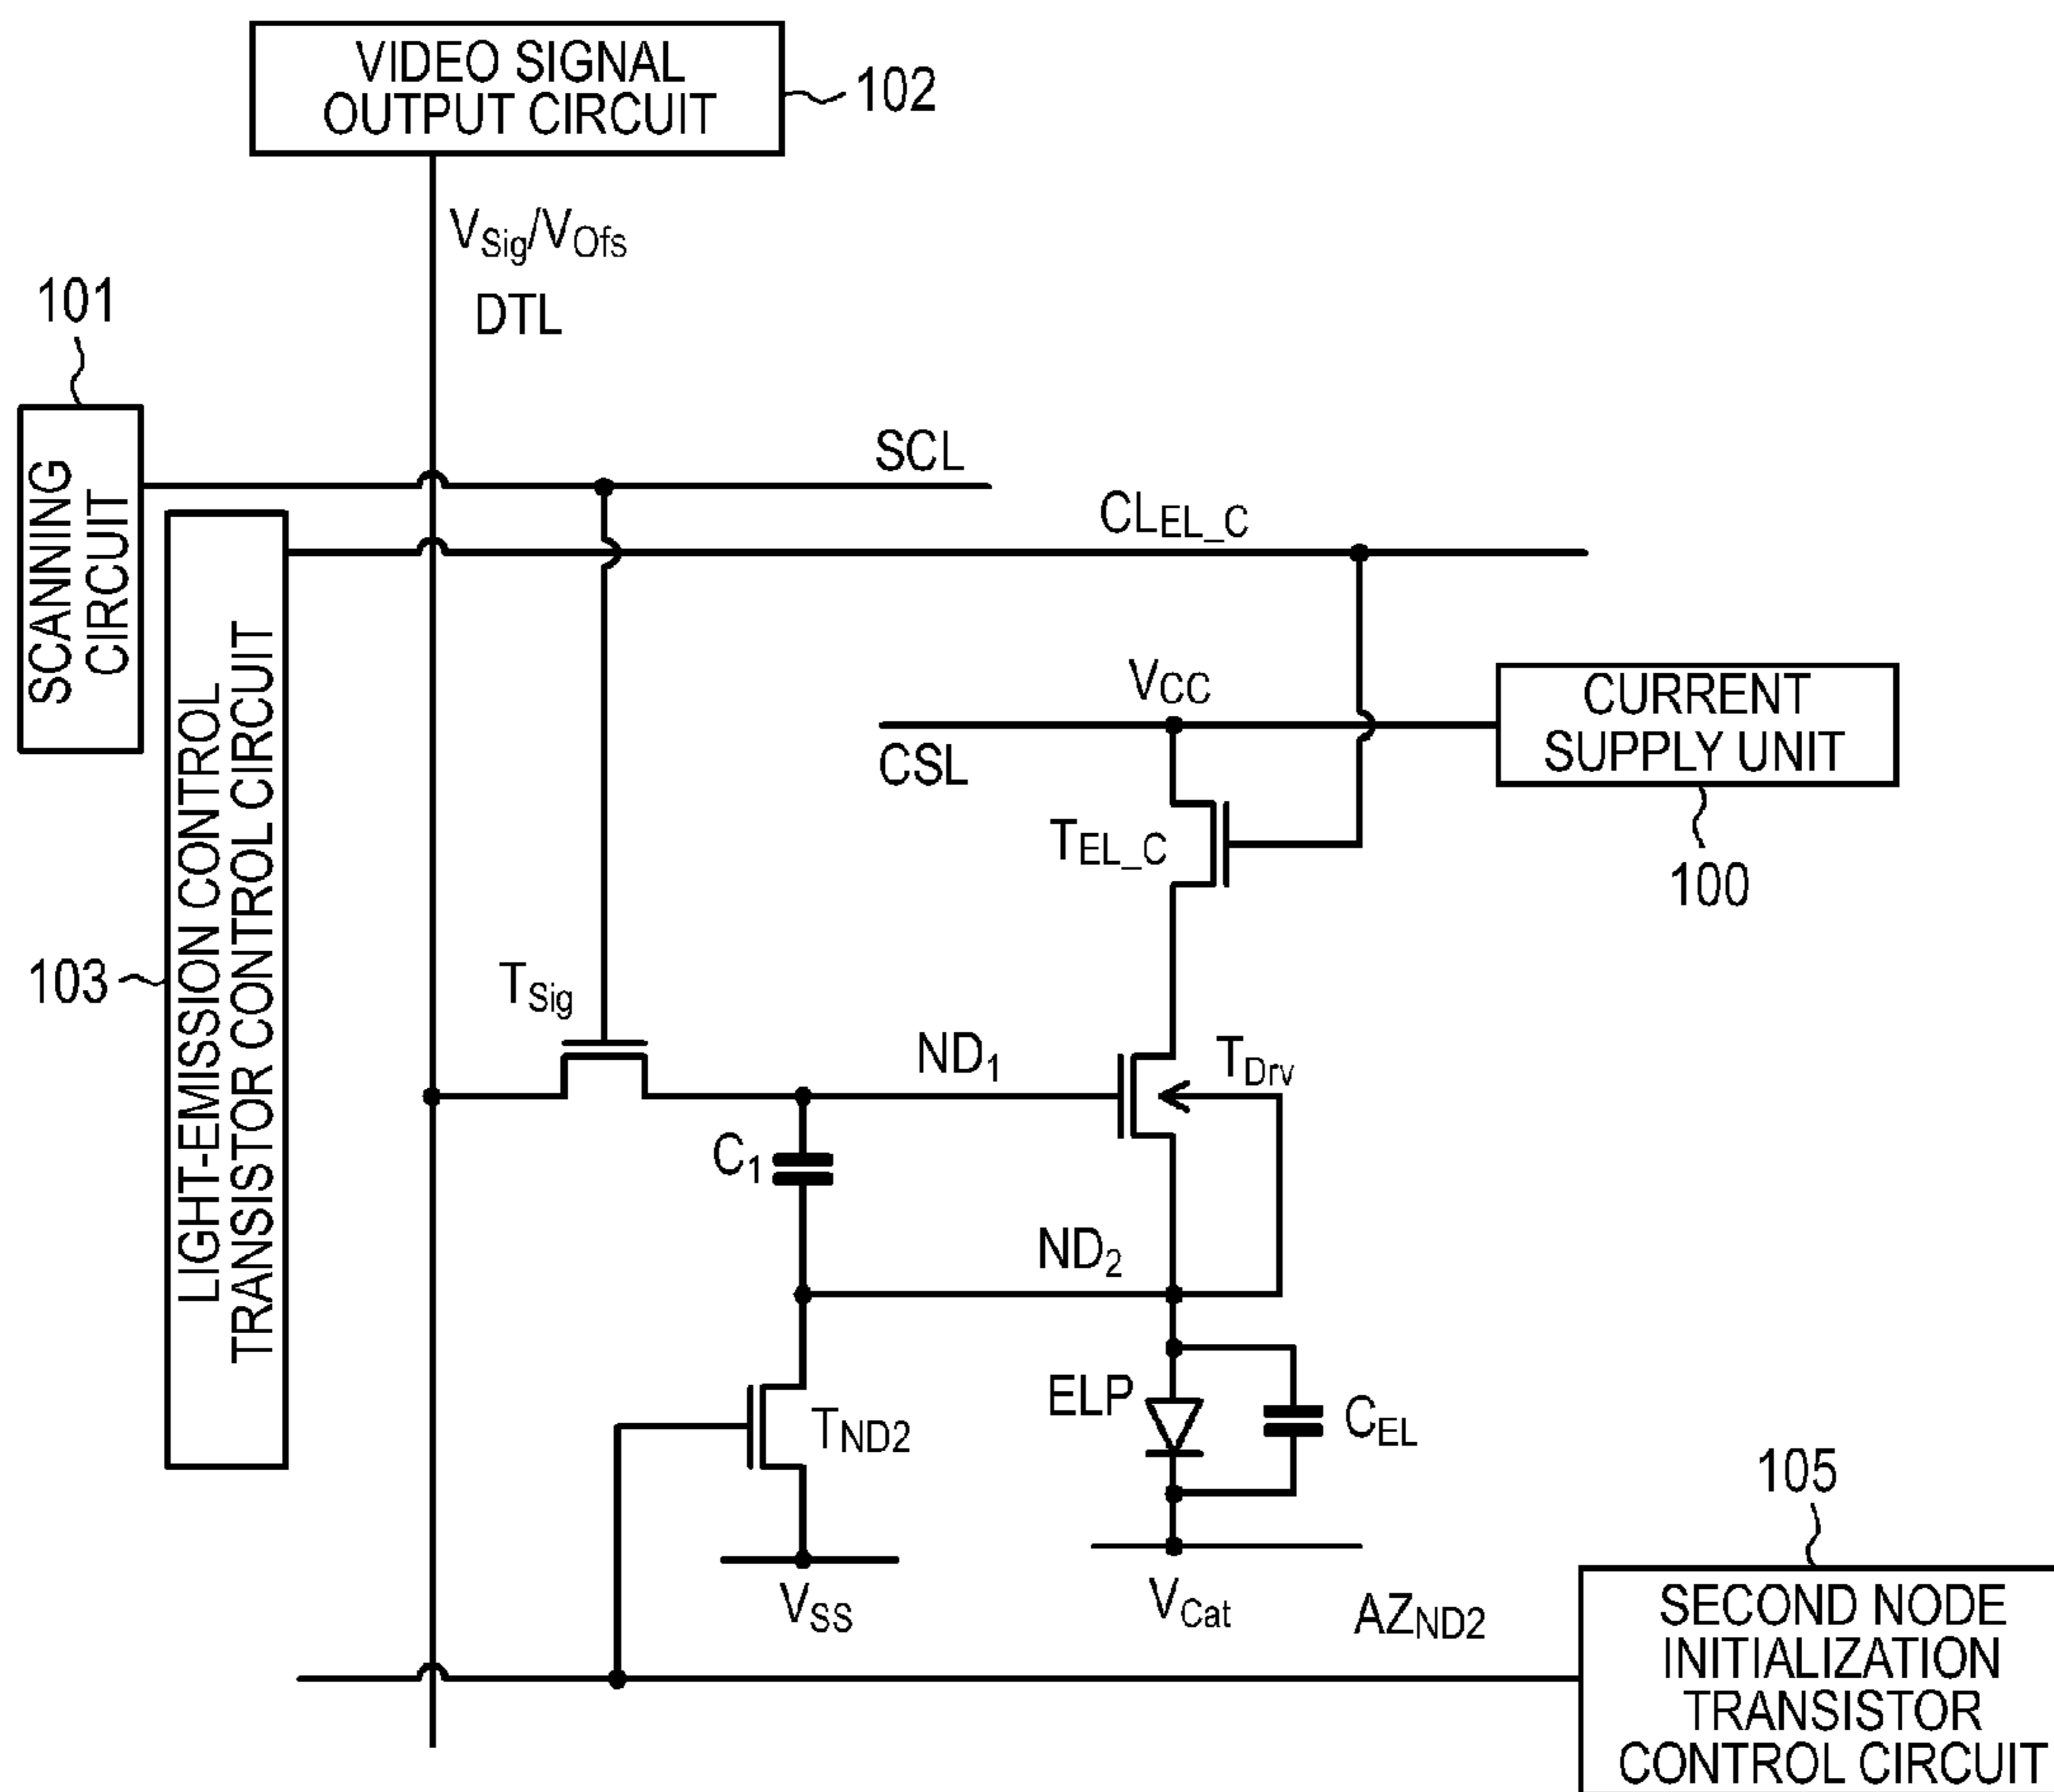 VIDEO SIGNAL
OUTPUT CIRCUIT
102
VSig/VOfs
DTL
101
SCANNING
CIRCUIT
SCL
CLEL_C
LIGHT-EMISSION CONTROL
TRANSISTOR CONTROL CIRCUIT
103
VCC
CSL
CURRENT
SUPPLY UNIT
100
TEL_C
TSig
ND1
TDrv
C1
ND2
ELP
CEL
TND2
VSS
VCat
AZND2
105
SECOND NODE
INITIALIZATION
TRANSISTOR
CONTROL CIRCUIT